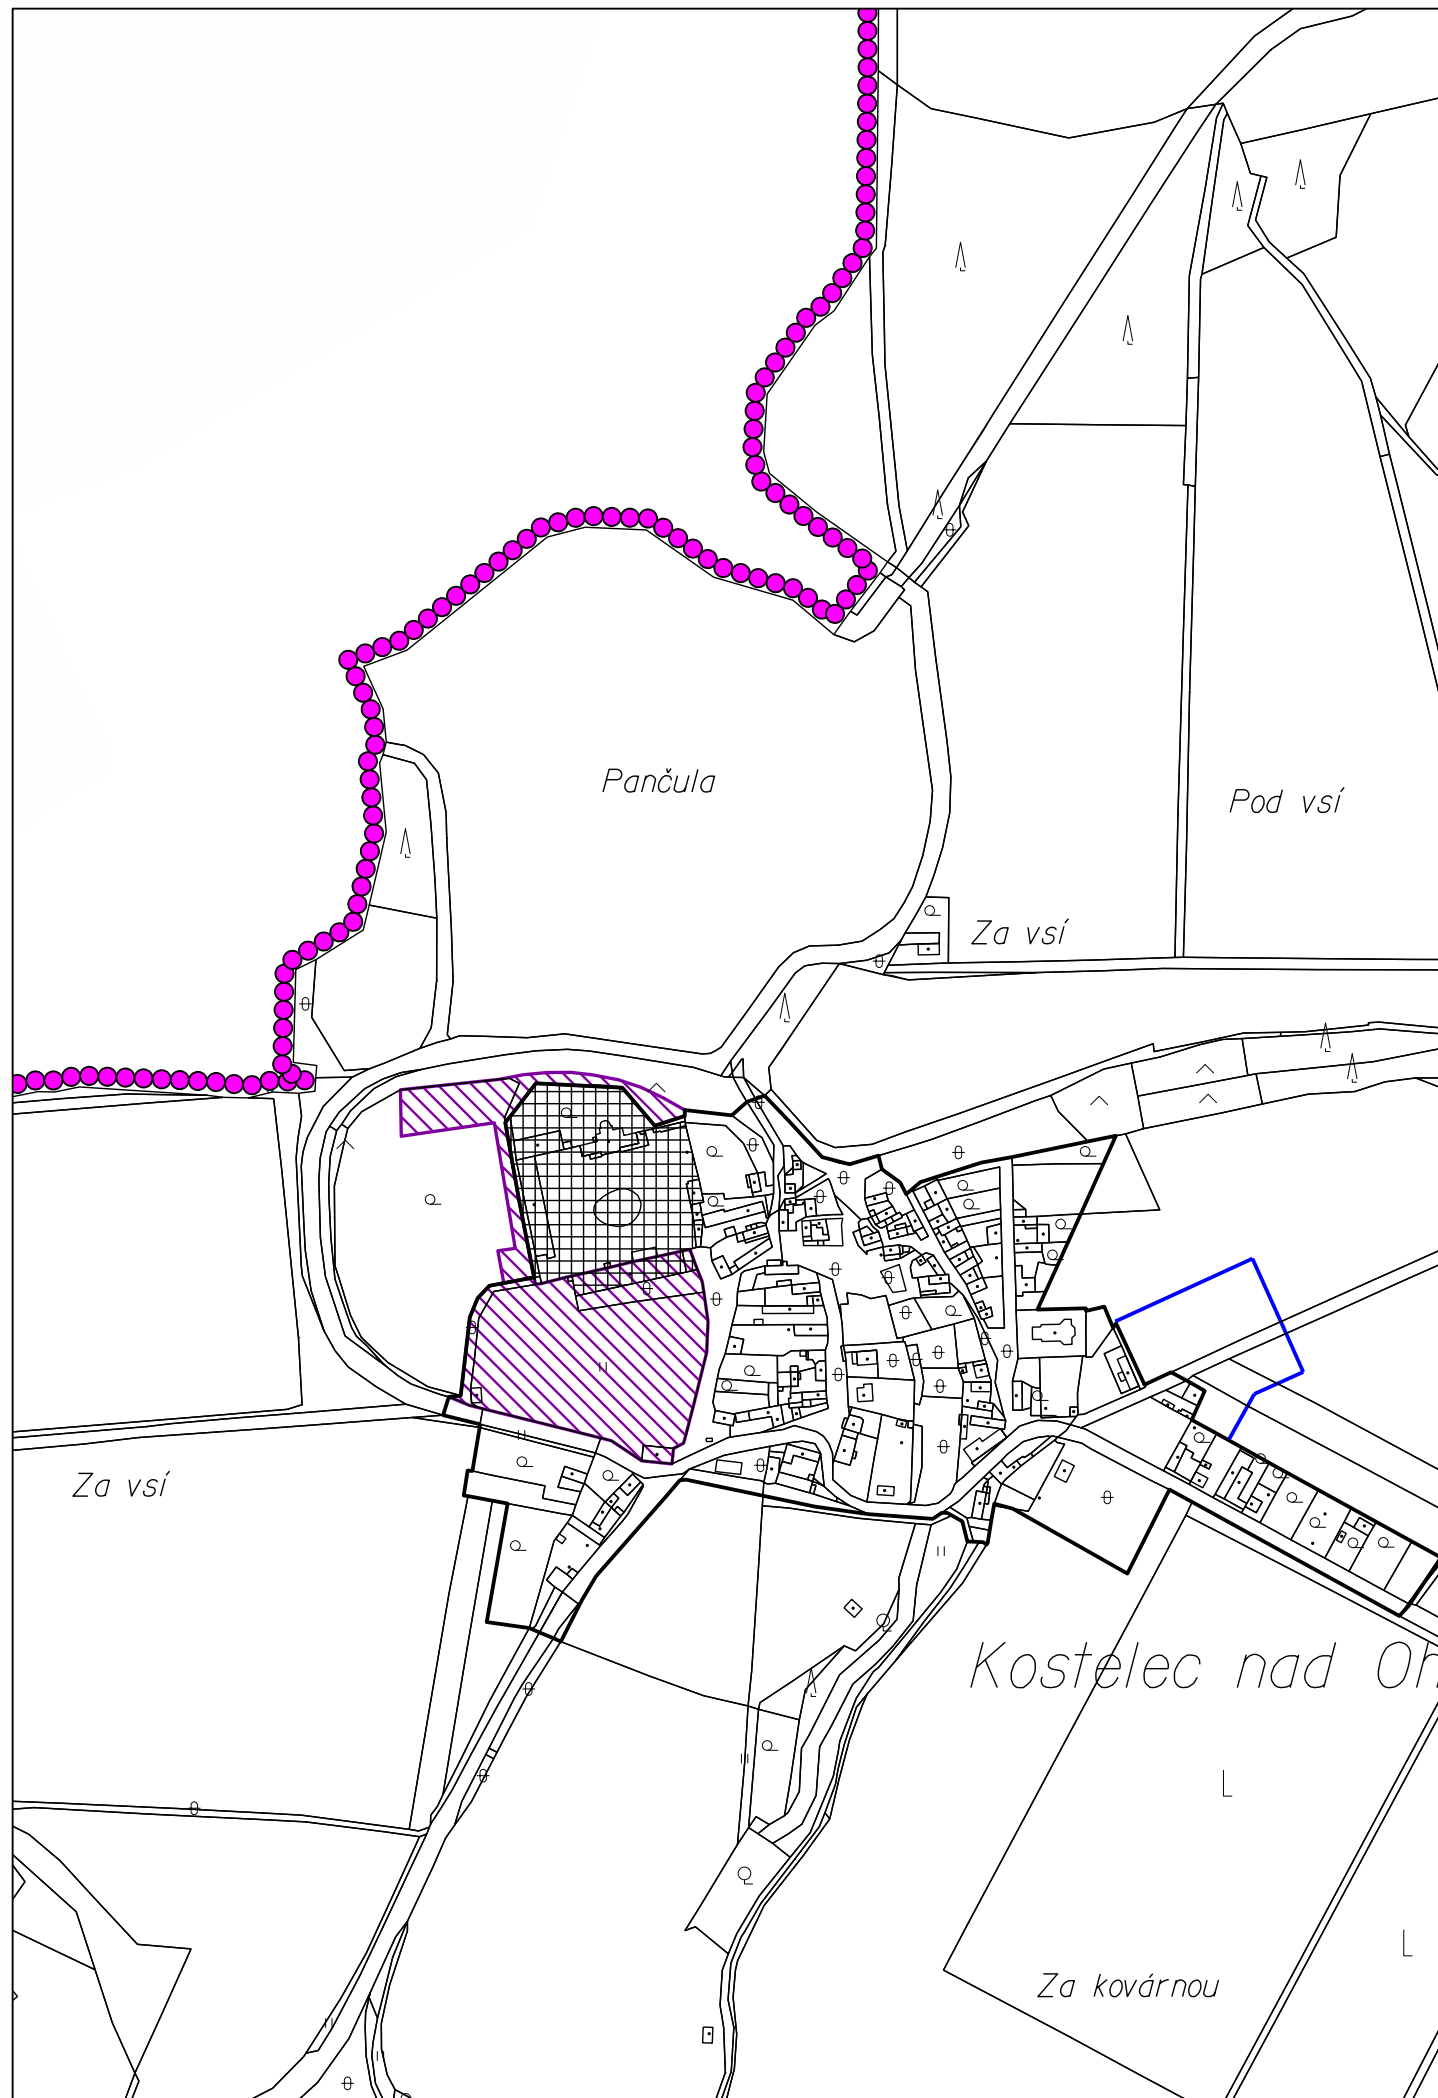 Pančula
Pod vsí
Za vsí
Za vsí
Kostelec nad Oh
Za kovárnou